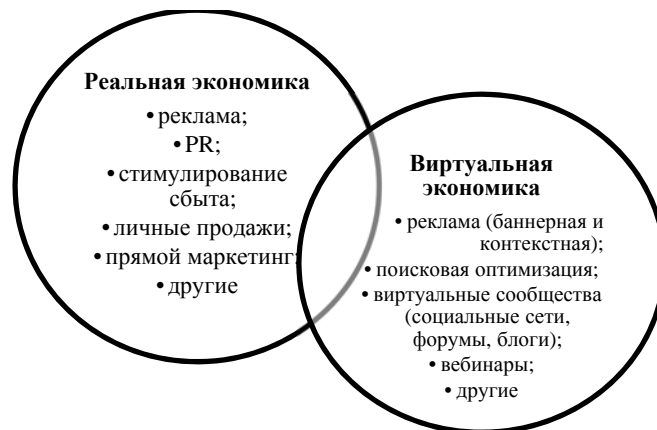 Реальная экономика
• реклама;
• PR;
• стимулирование
сбыта;
• личные продажи;
• прямой маркетинг;
• другие
Виртуальная
экономика
• реклама (баннерная и
контекстная);
• поисковая оптимизация;
• виртуальные сообщества
(социальные сети,
форумы, блоги);
• вебинары;
• другие